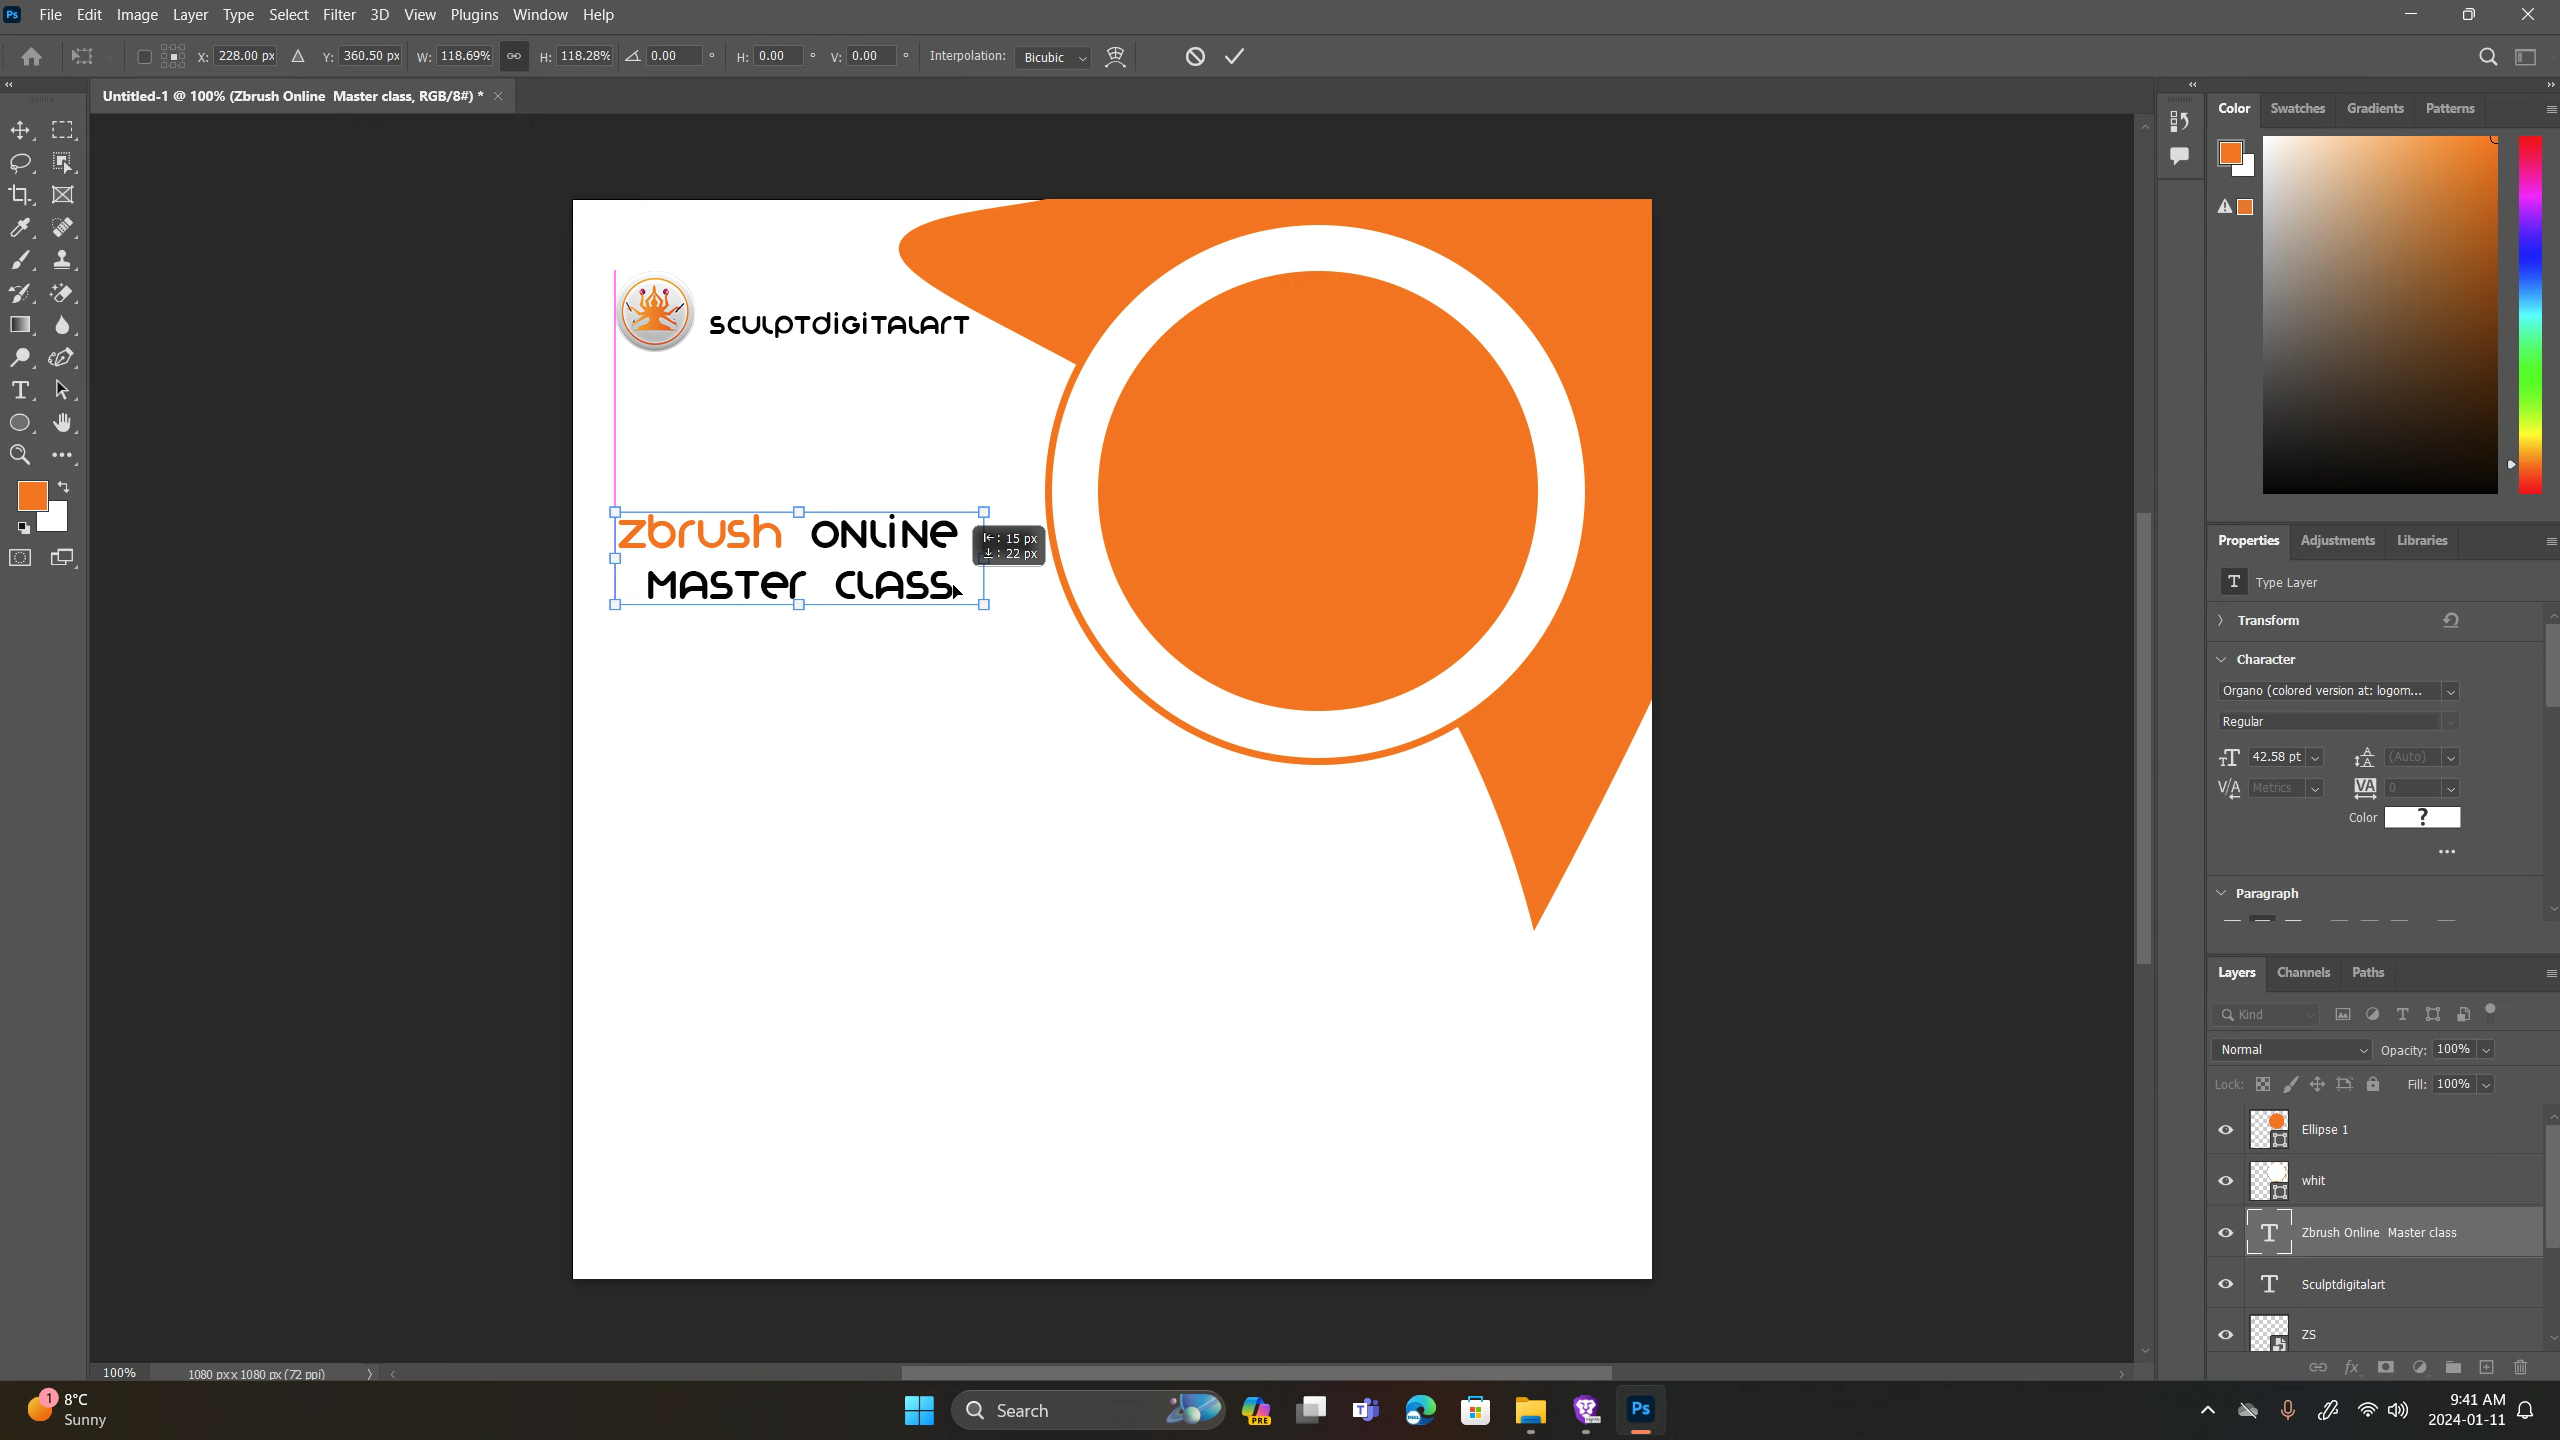 Ps File Edit Image Layer Type Select Filter 3D View Plugins Window Help
X: 228.00 px Y: 360.50 px W: 118.69% H: 118.28% 0.00 ° H: 0.00 ° V: 0.00 ° Interpolation: Bicubic
Untitled-1 @ 100% (Zbrush Online Master class, RGB/8#) *
Color Swatches Gradients Patterns
sculptdigitalart
zbrush online
master class
15 px
22 px
Properties Adjustments Libraries
T Type Layer
Transform
Character
Organo (colored version at: logom...
Regular
42.58 pt (Auto)
Metrics 0
Color ?
Paragraph
Layers Channels Paths
Kind
Normal Opacity: 100%
Lock: Fill: 100%
Ellipse 1
whit
T Zbrush Online Master class
T Sculptdigitalart
ZS
fx
100% 1080 px x 1080 px (72 ppi)
1 8°C
Sunny
Search
PRE
Ps
9:41 AM
2024-01-11